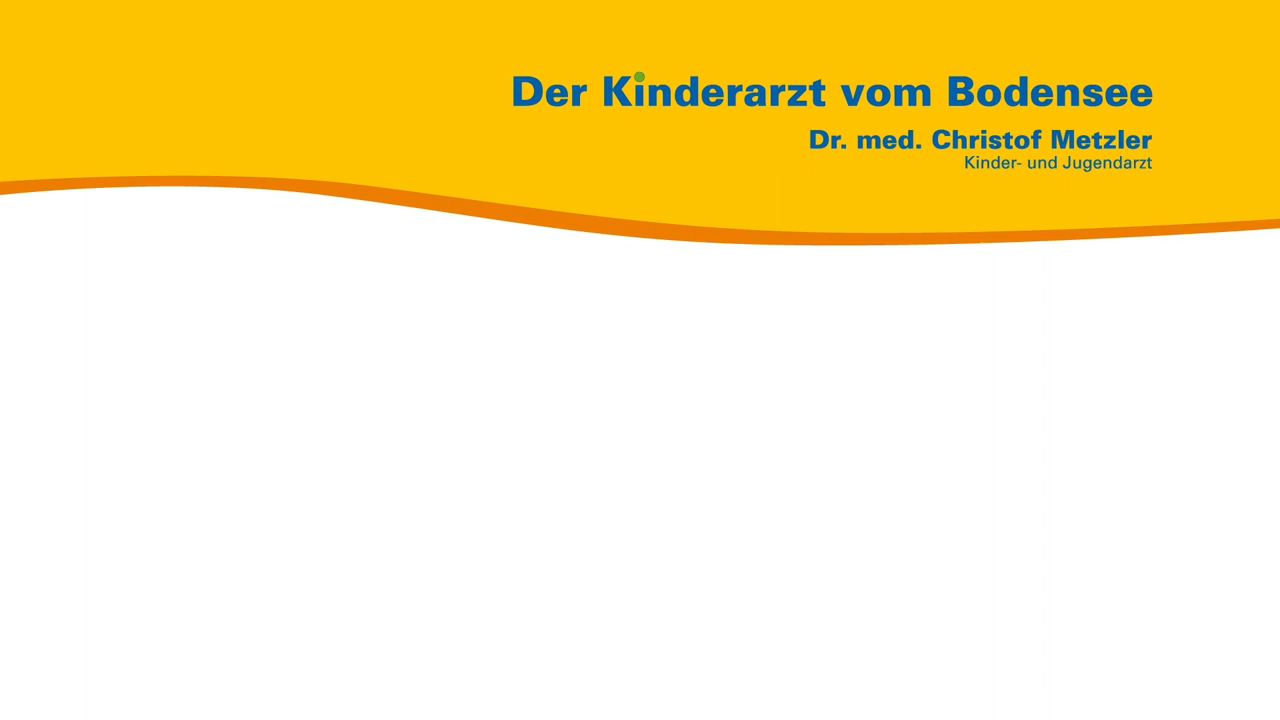 Der Kinderarzt vom Bodensee
Dr. med. Christof Metzler
Kinder- und Jugendarzt